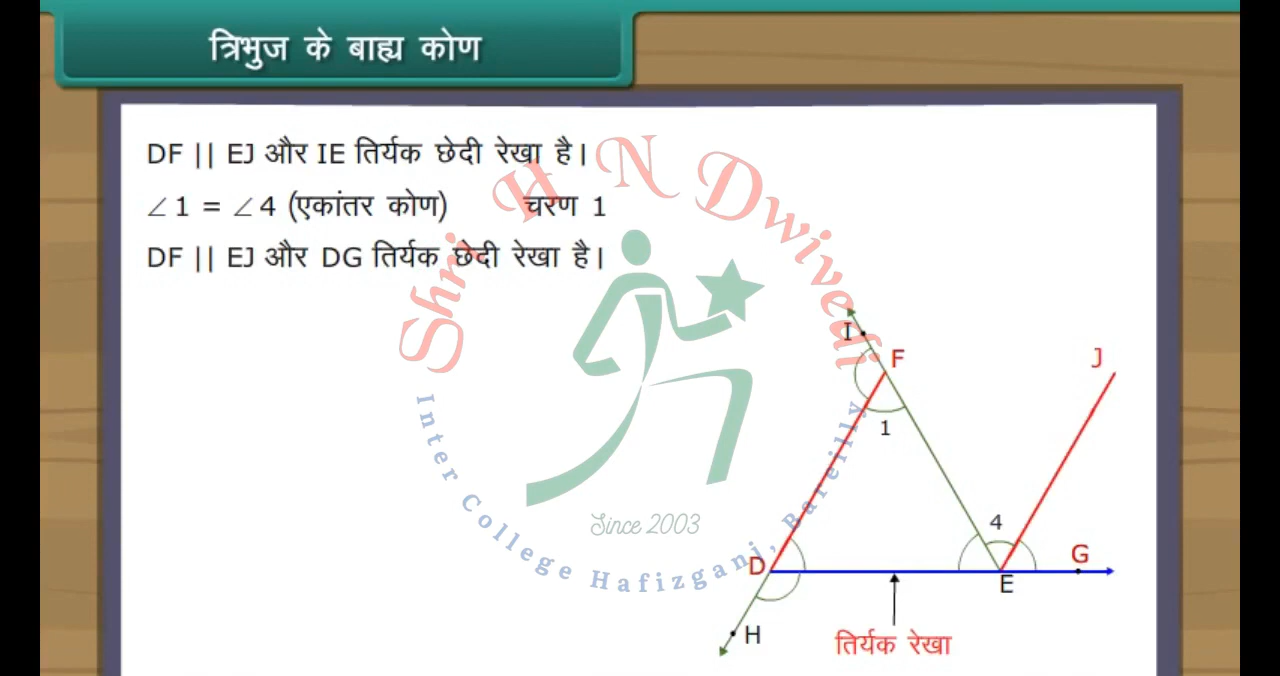 त्रिभुज के बाह्य कोण
DF || EJ और IE तिर्यक छेदी रेखा है।
∠1 = ∠4 (एकांतर कोण) चरण 1
DF || EJ और DG तिर्यक छेदी रेखा है।
Shri H N Dwivedi
Inter College Hafizganj, Bareilly
Since 2003
I
F
J
1
4
D
G
E
H
तिर्यक रेखा